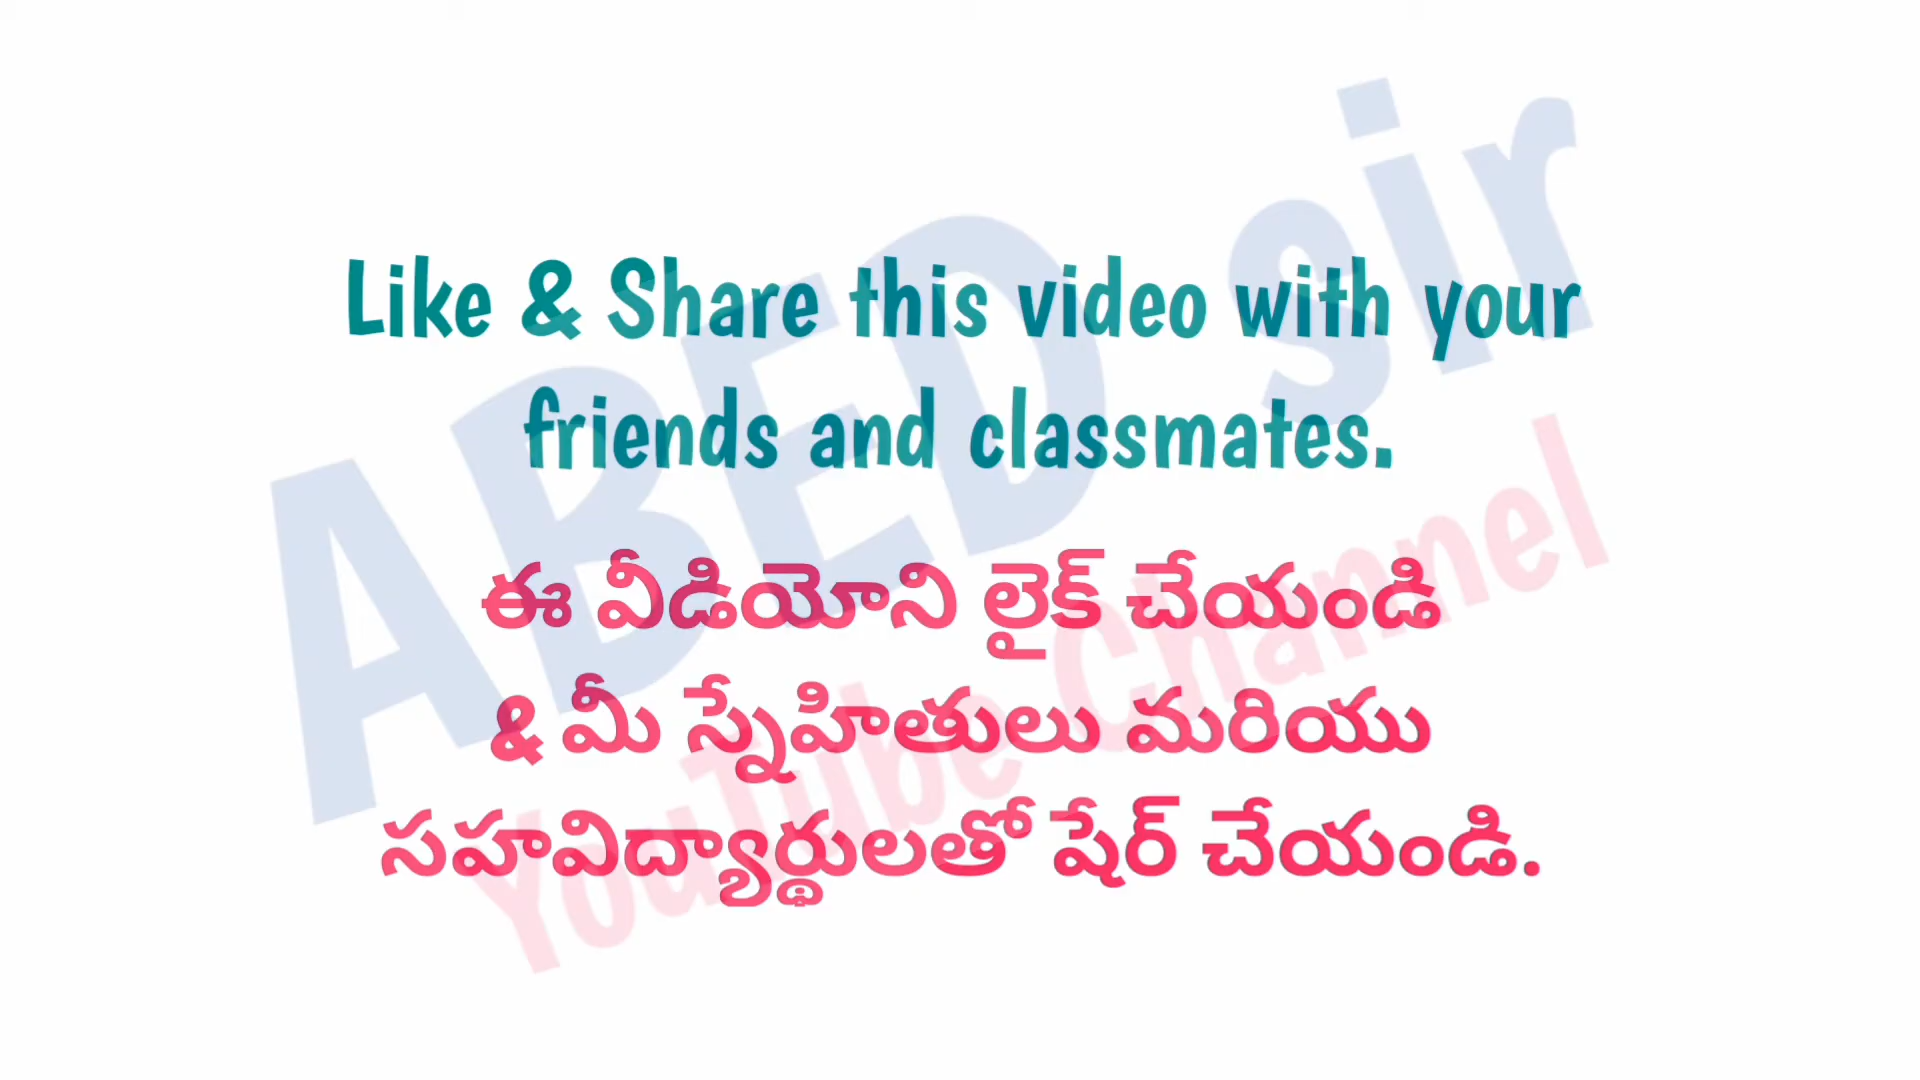 Like & Share this video with your
friends and classmates.
ఈ వీడియోని లైక్ చేయండి
& మీ స్నేహితులు మరియు
సహవిద్యార్థులతో షేర్ చేయండి.
ABED sir
YouTube Channel